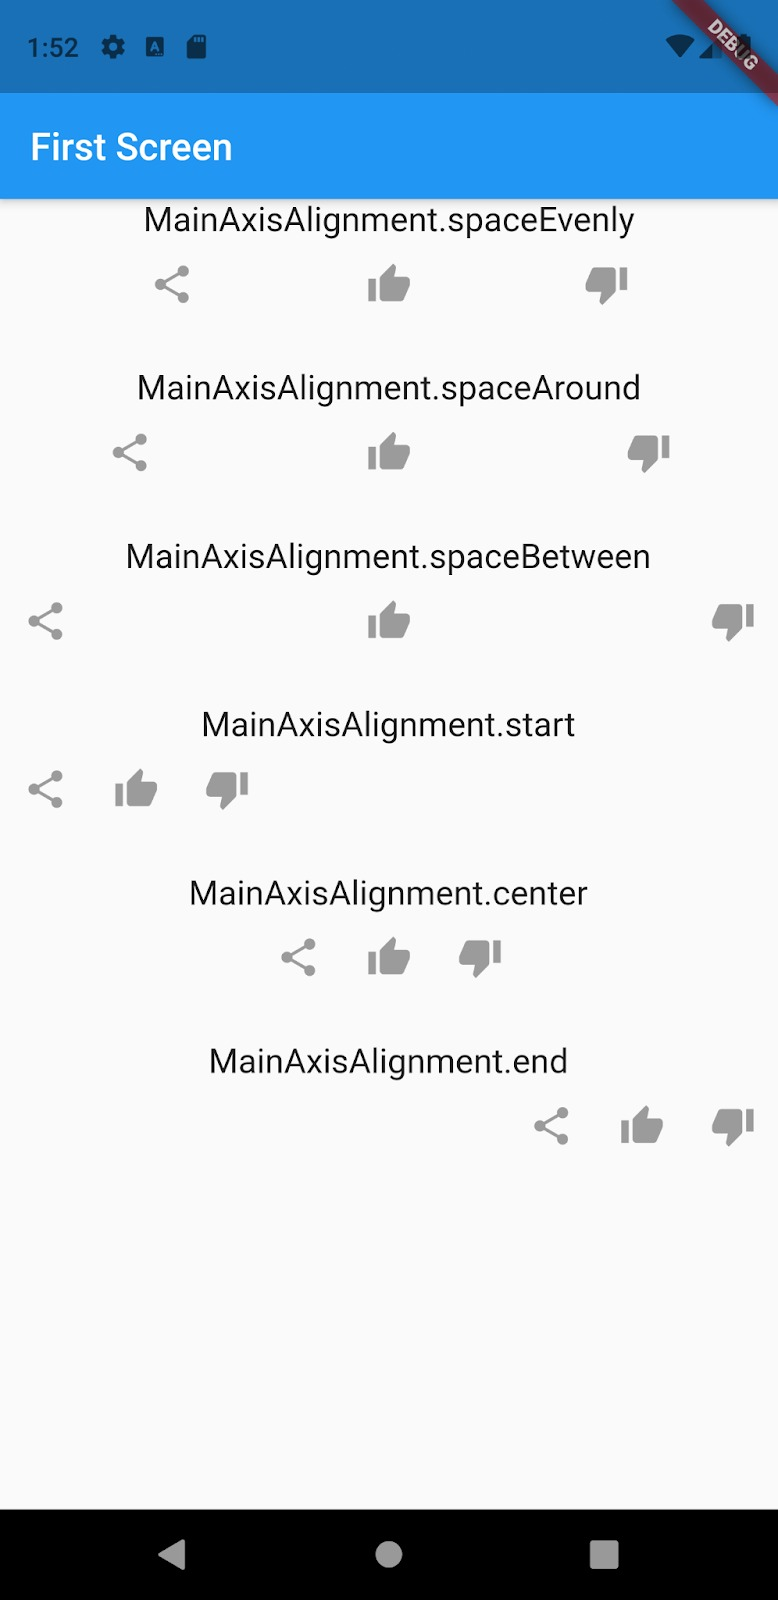 1:52
DEBUG
First Screen
MainAxisAlignment.spaceEvenly
MainAxisAlignment.spaceAround
MainAxisAlignment.spaceBetween
MainAxisAlignment.start
MainAxisAlignment.center
MainAxisAlignment.end